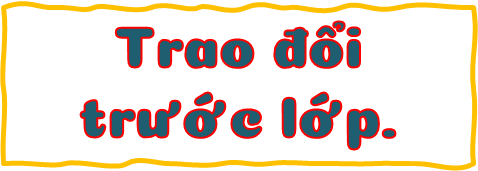 Trao đổi
trước lớp.